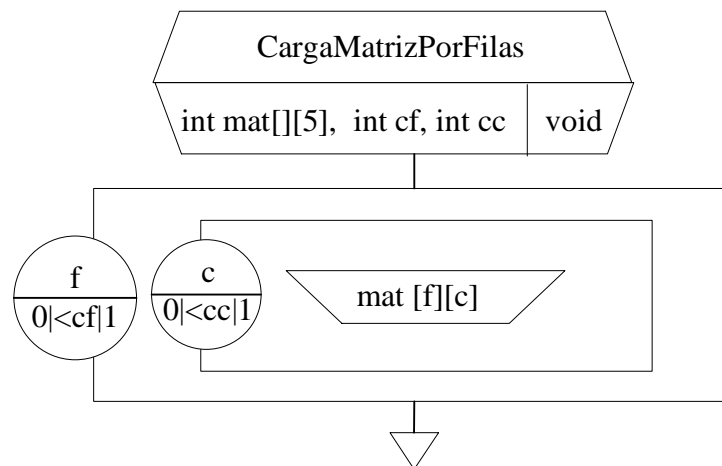 CargaMatrizPorFilas
int mat[][5], int cf, int cc void
f
0|<cf|1
c
0|<cc|1
mat [f][c]